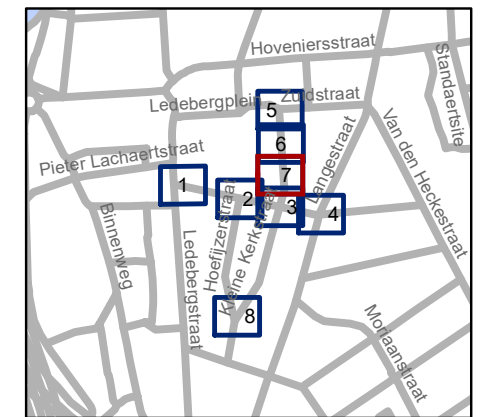 Hoveniersstraat
Standaertsite
Ledebergplein
Zuidstraat
5
6
Pieter Lachaertstraat
Langestraat
Van den Heckestraat
7
1
2
3
4
Hoefijzerstraat
Kleine Kerkstraat
Binnenweg
Ledebergstraat
8
Moriaanstraat